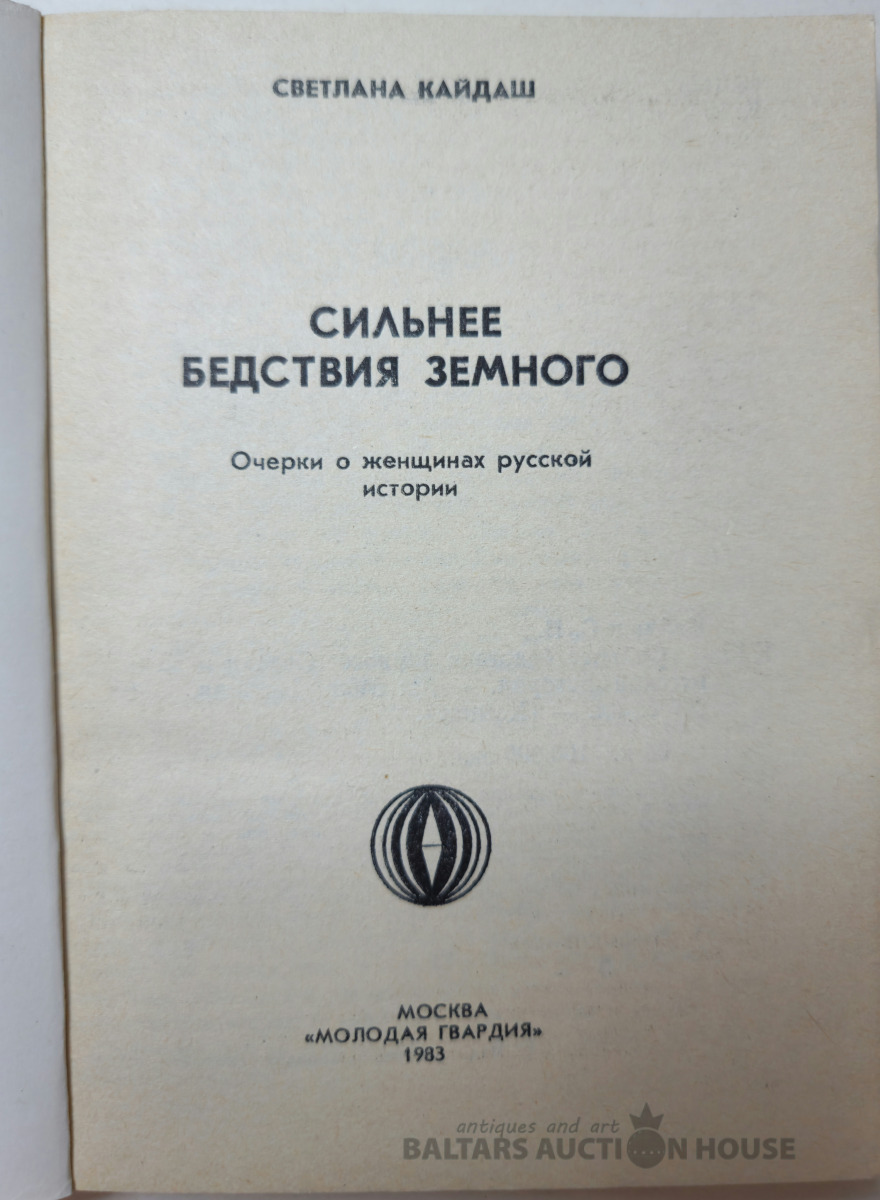 СВЕТЛАНА КАЙДАШ
СИЛЬНЕЕ
БЕДСТВИЯ ЗЕМНОГО
Очерки о женщинах русской
истории
МОСКВА
«МОЛОДАЯ ГВАРДИЯ»
1983
antiques and art
BALTARS AUCTION HOUSE